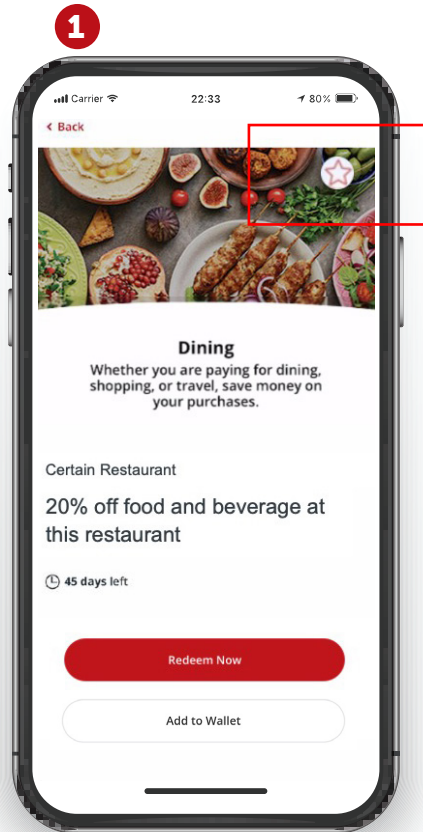 1
Carrier 22:33 80%
< Back
Dining
Whether you are paying for dining,
shopping, or travel, save money on
your purchases.
Certain Restaurant
20% off food and beverage at
this restaurant
45 days left
Redeem Now
Add to Wallet